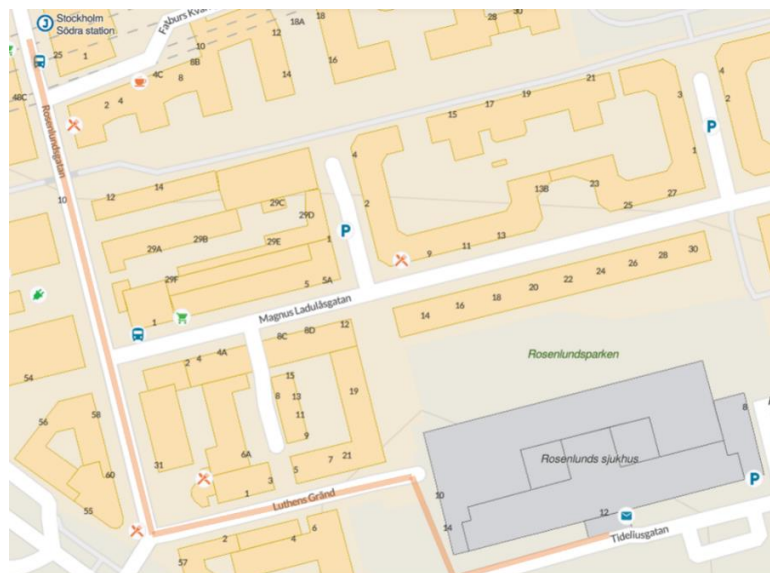 J Stockholm
Södra station
Fatburs Kva
18A
18
28
30
12
10
8B
4C
8
14
16
25
1
2
4
40C
Rosenlundsgatan
21
19
17
15
3
4
2
P
1
4
14
12
10
2
29C
29D
29B
29A
29E
29F
1
P
13B
23
27
25
13
11
9
5A
5
1
Magnus Ladulåsgatan
30
28
26
24
22
20
18
16
14
12
8D
8C
4A
4
2
Rosenlundsparken
54
15
8
13
11
9
19
56
58
8
6A
60
31
Rosenlunds sjukhus
7
21
5
3
1
P
10
Luthens Gränd
55
12
14
6
2
4
57
Tideliusgatan